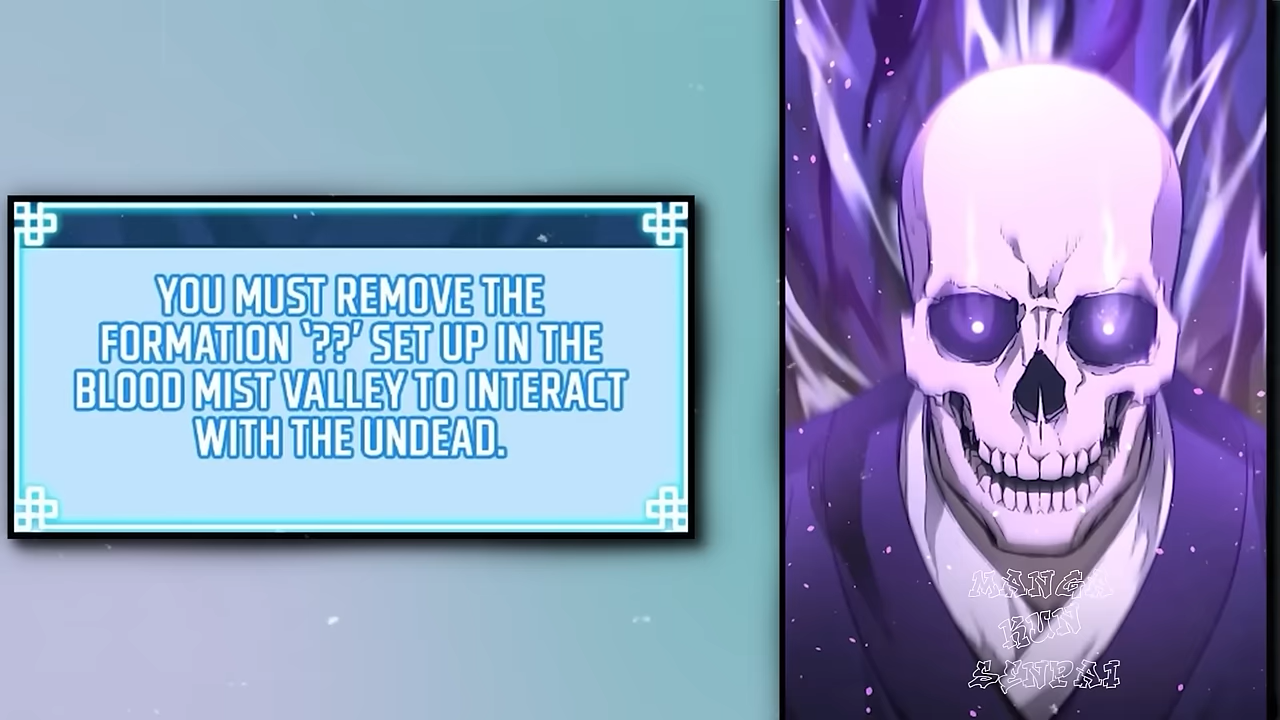 YOU MUST REMOVE THE
FORMATION '??' SET UP IN THE
BLOOD MIST VALLEY TO INTERACT
WITH THE UNDEAD.
MANGA
KUN
SENPAI